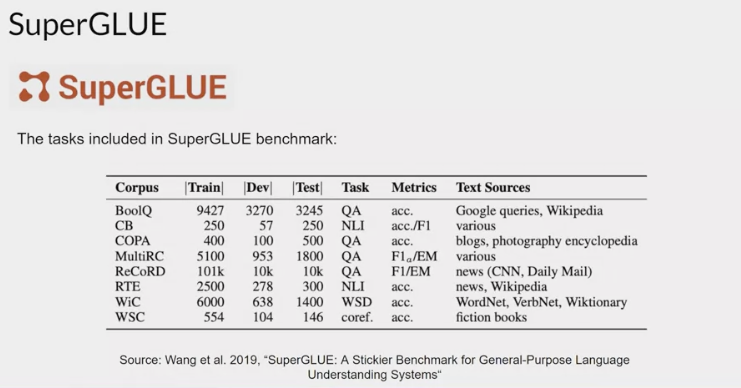 SuperGLUE
SuperGLUE
The tasks included in SuperGLUE benchmark:
Corpus |Train| |Dev| |Test| Task Metrics Text Sources
BoolQ 9427 3270 3245 QA acc. Google queries, Wikipedia
CB 250 57 250 NLI acc./F1 various
COPA 400 100 500 QA acc. blogs, photography encyclopedia
MultiRC 5100 953 1800 QA F1ₐ/EM various
ReCoRD 101k 10k 10k QA F1/EM news (CNN, Daily Mail)
RTE 2500 278 300 NLI acc. news, Wikipedia
WiC 6000 638 1400 WSD acc. WordNet, VerbNet, Wiktionary
WSC 554 104 146 coref. acc. fiction books
Source: Wang et al. 2019, “SuperGLUE: A Stickier Benchmark for General-Purpose Language
Understanding Systems“